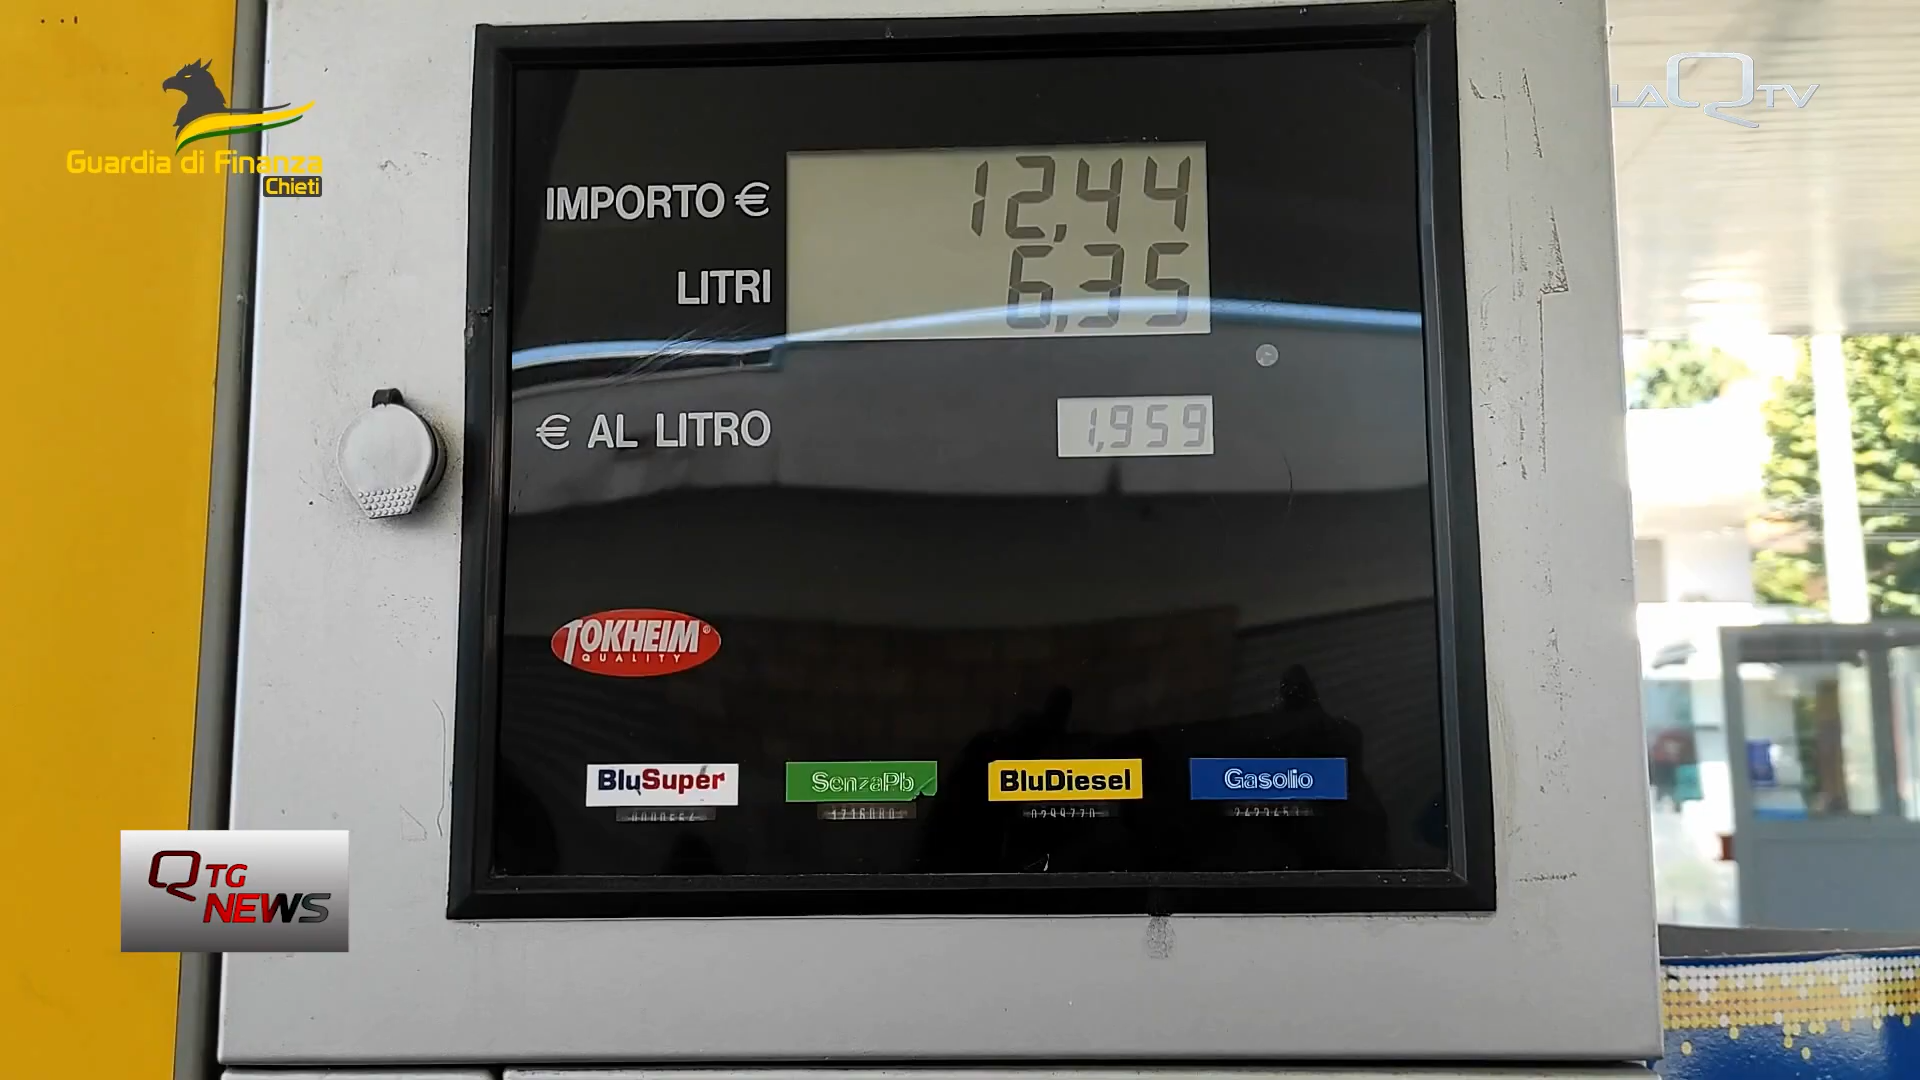 Guardia di Finanza
Chieti
LAQTV
IMPORTO € 12,44
LITRI 6,35
€ AL LITRO 1,959
TOKHEIM®
QUALITY
BluSuper
SenzaPb
BluDiesel
Gasolio
Q TG
NEWS